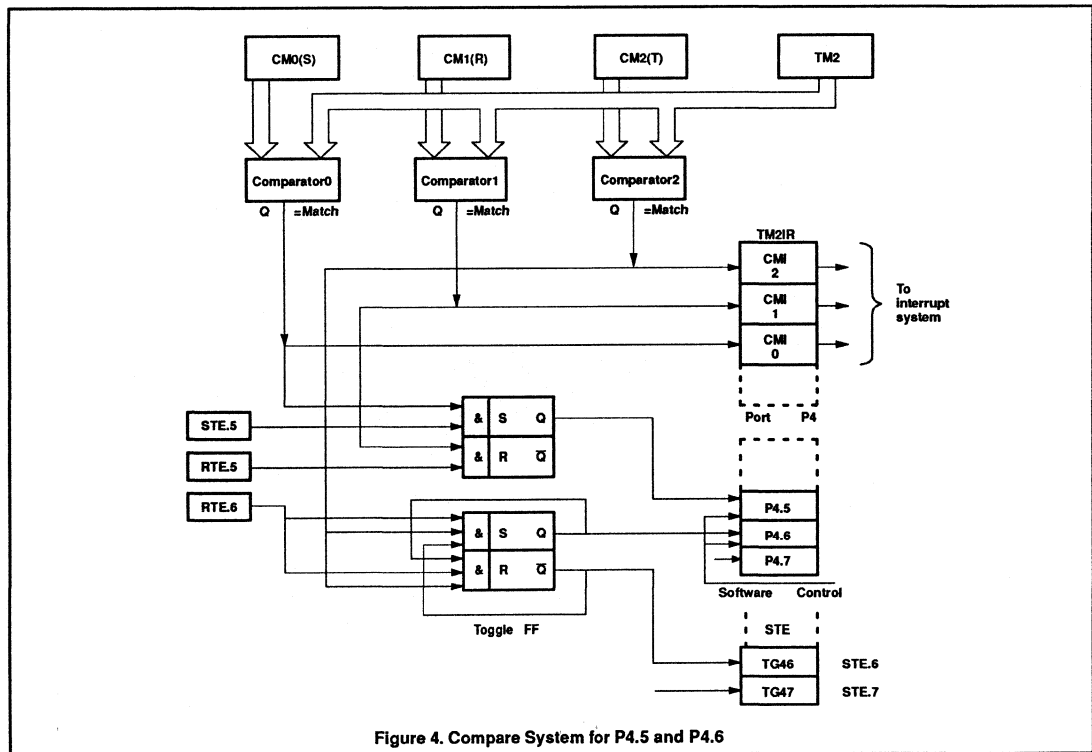 CM0(S) CM1(R) CM2(T) TM2
Comparator0 Comparator1 Comparator2
Q =Match Q =Match Q =Match
TM2IR
CMI
2
CMI
1
CMI
0
To
interrupt
system
Port P4
STE.5
RTE.5
RTE.6
& S Q
& R Q̅
& S Q
& R Q̅
Toggle FF
P4.5
P4.6
P4.7
Software Control
STE
TG46 STE.6
TG47 STE.7
Figure 4. Compare System for P4.5 and P4.6